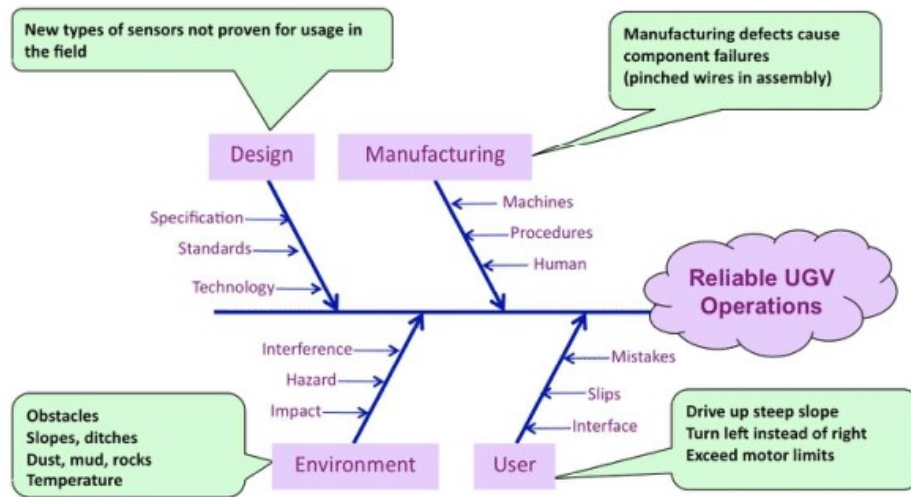 New types of sensors not proven for usage in
the field
Manufacturing defects cause
component failures
(pinched wires in assembly)
Design
Manufacturing
Specification
Standards
Technology
Machines
Procedures
Human
Reliable UGV
Operations
Interference
Hazard
Impact
Mistakes
Slips
Interface
Obstacles
Slopes, ditches
Dust, mud, rocks
Temperature
Environment
User
Drive up steep slope
Turn left instead of right
Exceed motor limits